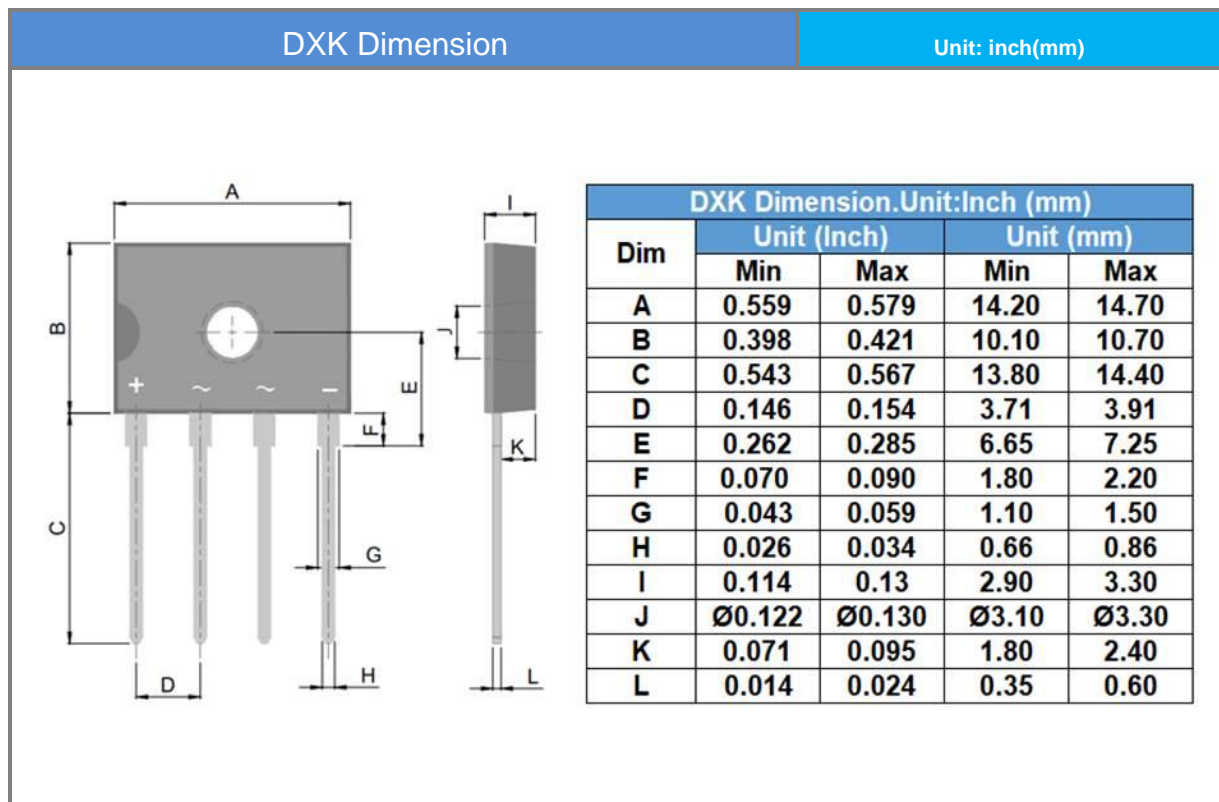 DXK Dimension Unit: inch(mm)
A
I
B
J
E
+ ~ ~ −
F
K
C
G
D
H
L
DXK Dimension.Unit:Inch (mm)
Dim Unit (Inch) Unit (mm)
Min Max Min Max
A 0.559 0.579 14.20 14.70
B 0.398 0.421 10.10 10.70
C 0.543 0.567 13.80 14.40
D 0.146 0.154 3.71 3.91
E 0.262 0.285 6.65 7.25
F 0.070 0.090 1.80 2.20
G 0.043 0.059 1.10 1.50
H 0.026 0.034 0.66 0.86
I 0.114 0.13 2.90 3.30
J Ø0.122 Ø0.130 Ø3.10 Ø3.30
K 0.071 0.095 1.80 2.40
L 0.014 0.024 0.35 0.60